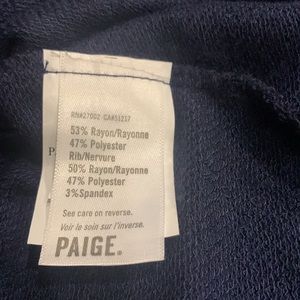 RN#27002 CA#51217
53% Rayon/Rayonne
47% Polyester
Rib/Nervure
50% Rayon/Rayonne
47% Polyester
3%Spandex
See care on reverse.
Voir le soin sur l'inverse.
PAIGE®
P